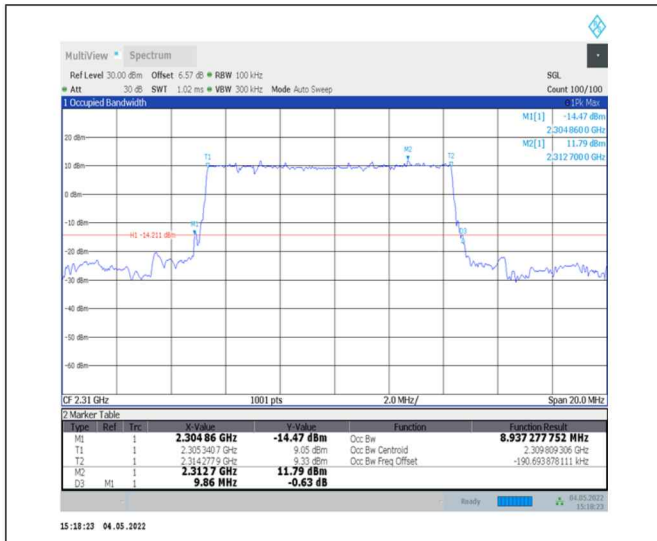 MultiView Spectrum
Ref Level 30.00 dBm Offset 6.57 dB RBW 100 kHz SGL
Att 30 dB SWT 1.02 ms VBW 300 kHz Mode Auto Sweep Count 100/100
1 Occupied Bandwidth 1Pk Max
M1[1] -14.47 dBm
2.304 860 0 GHz
M2[1] 11.79 dBm
2.312 700 0 GHz
20 dBm
T1 M2 T2
10 dBm
0 dBm
-10 dBm
M1 D3
H1 -14.211 dBm
-20 dBm
-30 dBm
-50 dBm
-60 dBm
CF 2.31 GHz 1001 pts 2.0 MHz/ Span 20.0 MHz
2 Marker Table
Type Ref Trc X-Value Y-Value Function Function Result
M1 1 2.304 86 GHz -14.47 dBm Occ Bw 8.937 277 752 MHz
T1 1 2.305 340 7 GHz 9.05 dBm Occ Bw Centroid 2.309 809 306 GHz
T2 1 2.314 277 9 GHz 9.33 dBm Occ Bw Freq Offset -190.693 878 111 kHz
M2 1 2.312 7 GHz 11.79 dBm
D3 M1 1 9.86 MHz -0.63 dB
Ready 04.05.2022
15:18:23
15:18:23 04.05.2022